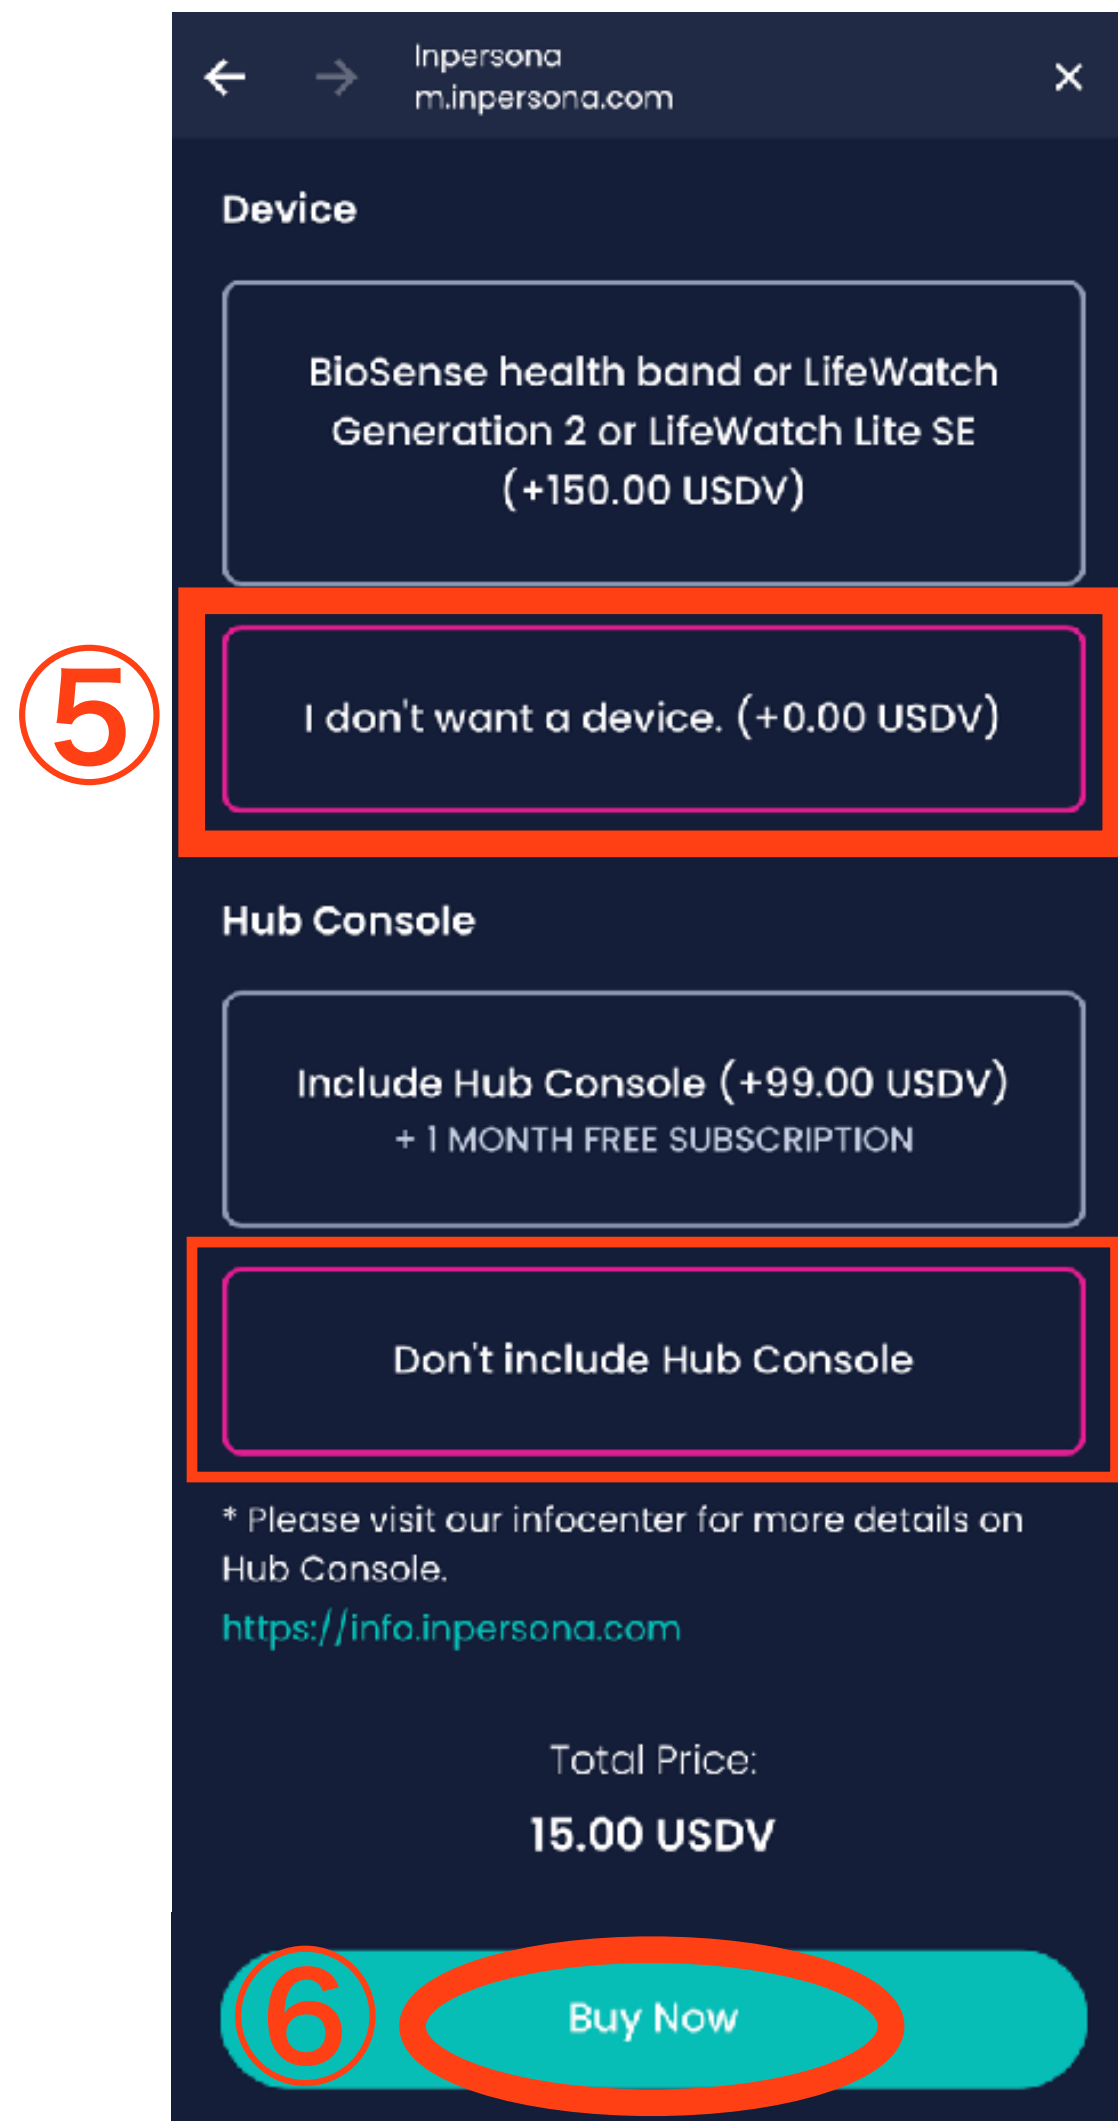 Inpersona
m.inpersona.com
Device
BioSense health band or LifeWatch
Generation 2 or LifeWatch Lite SE
(+150.00 USDV)
⑤
I don't want a device. (+0.00 USDV)
Hub Console
Include Hub Console (+99.00 USDV)
+ 1 MONTH FREE SUBSCRIPTION
Don't include Hub Console
* Please visit our infocenter for more details on
Hub Console.
https://info.inpersona.com
Total Price:
15.00 USDV
⑥ Buy Now